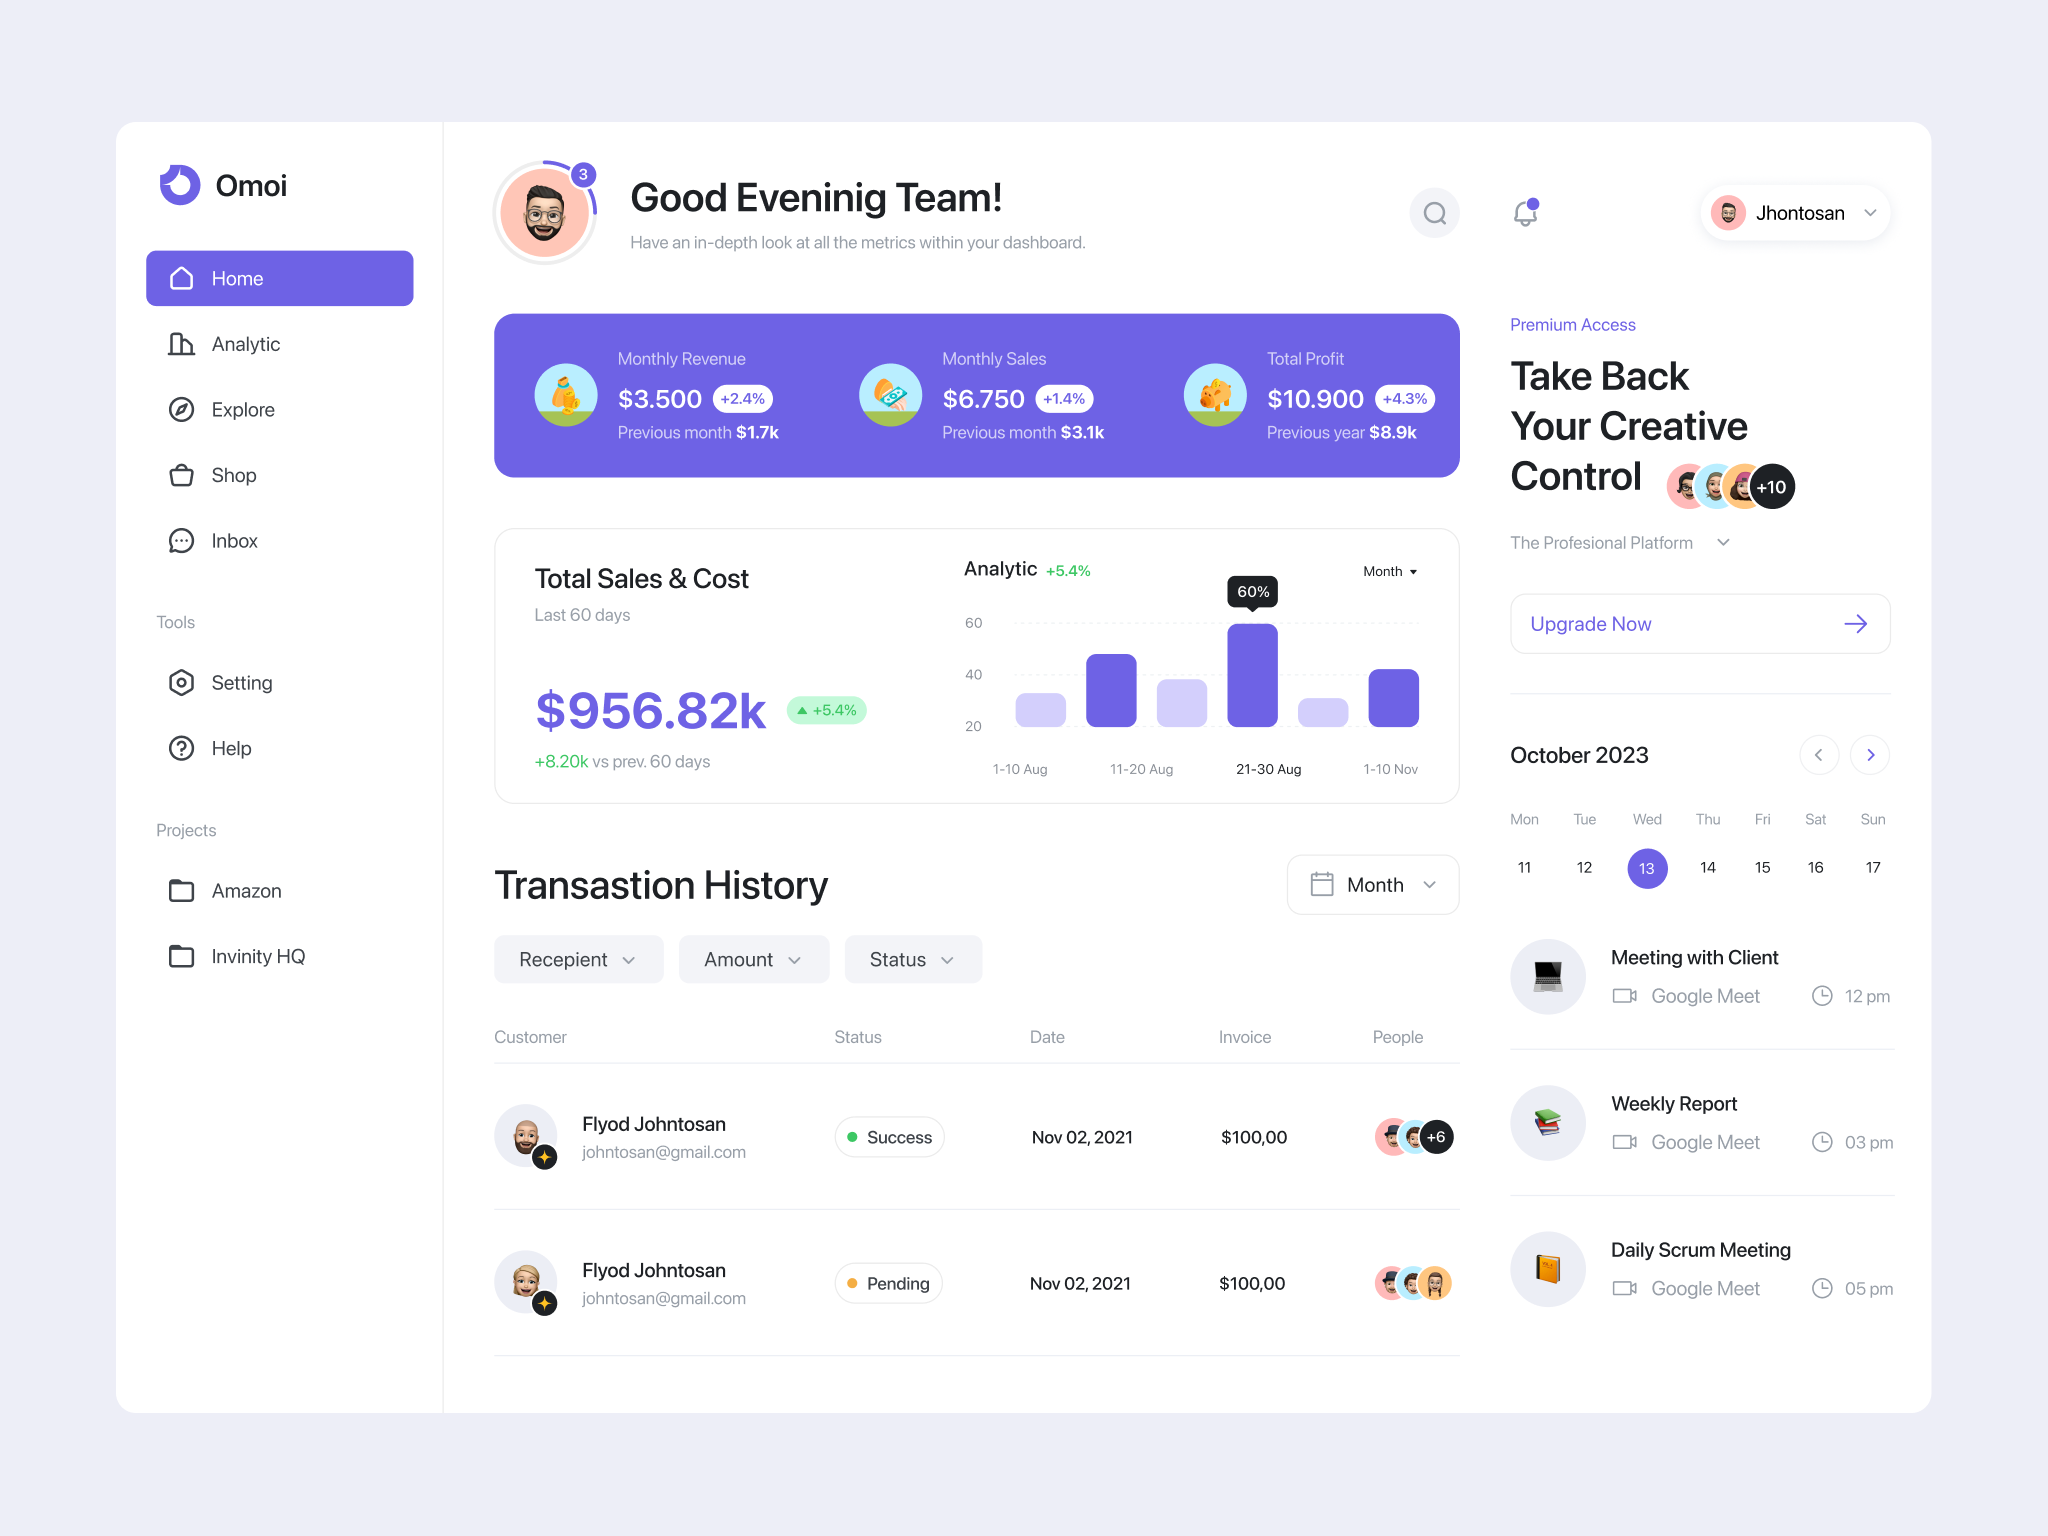 Omoi
Home
Analytic
Explore
Shop
Inbox
Tools
Setting
Help
Projects
Amazon
Invinity HQ
3
Good Eveninig Team!
Have an in-depth look at all the metrics within your dashboard.
Jhontosan
Monthly Revenue
$3.500 +2.4%
Previous month $1.7k
Monthly Sales
$6.750 +1.4%
Previous month $3.1k
Total Profit
$10.900 +4.3%
Previous year $8.9k
Total Sales & Cost
Last 60 days
$956.82k +5.4%
+8.20k vs prev. 60 days
Analytic +5.4%
Month
60%
60
40
20
1-10 Aug 11-20 Aug 21-30 Aug 1-10 Nov
Transastion History
Month
Recepient Amount Status
Customer Status Date Invoice People
Flyod Johntosan
johntosan@gmail.com
Success Nov 02, 2021 $100,00 +6
Flyod Johntosan
johntosan@gmail.com
Pending Nov 02, 2021 $100,00
Premium Access
Take Back
Your Creative
Control +10
The Profesional Platform
Upgrade Now
October 2023
Mon Tue Wed Thu Fri Sat Sun
11 12 13 14 15 16 17
Meeting with Client
Google Meet 12 pm
Weekly Report
Google Meet 03 pm
Daily Scrum Meeting
Google Meet 05 pm